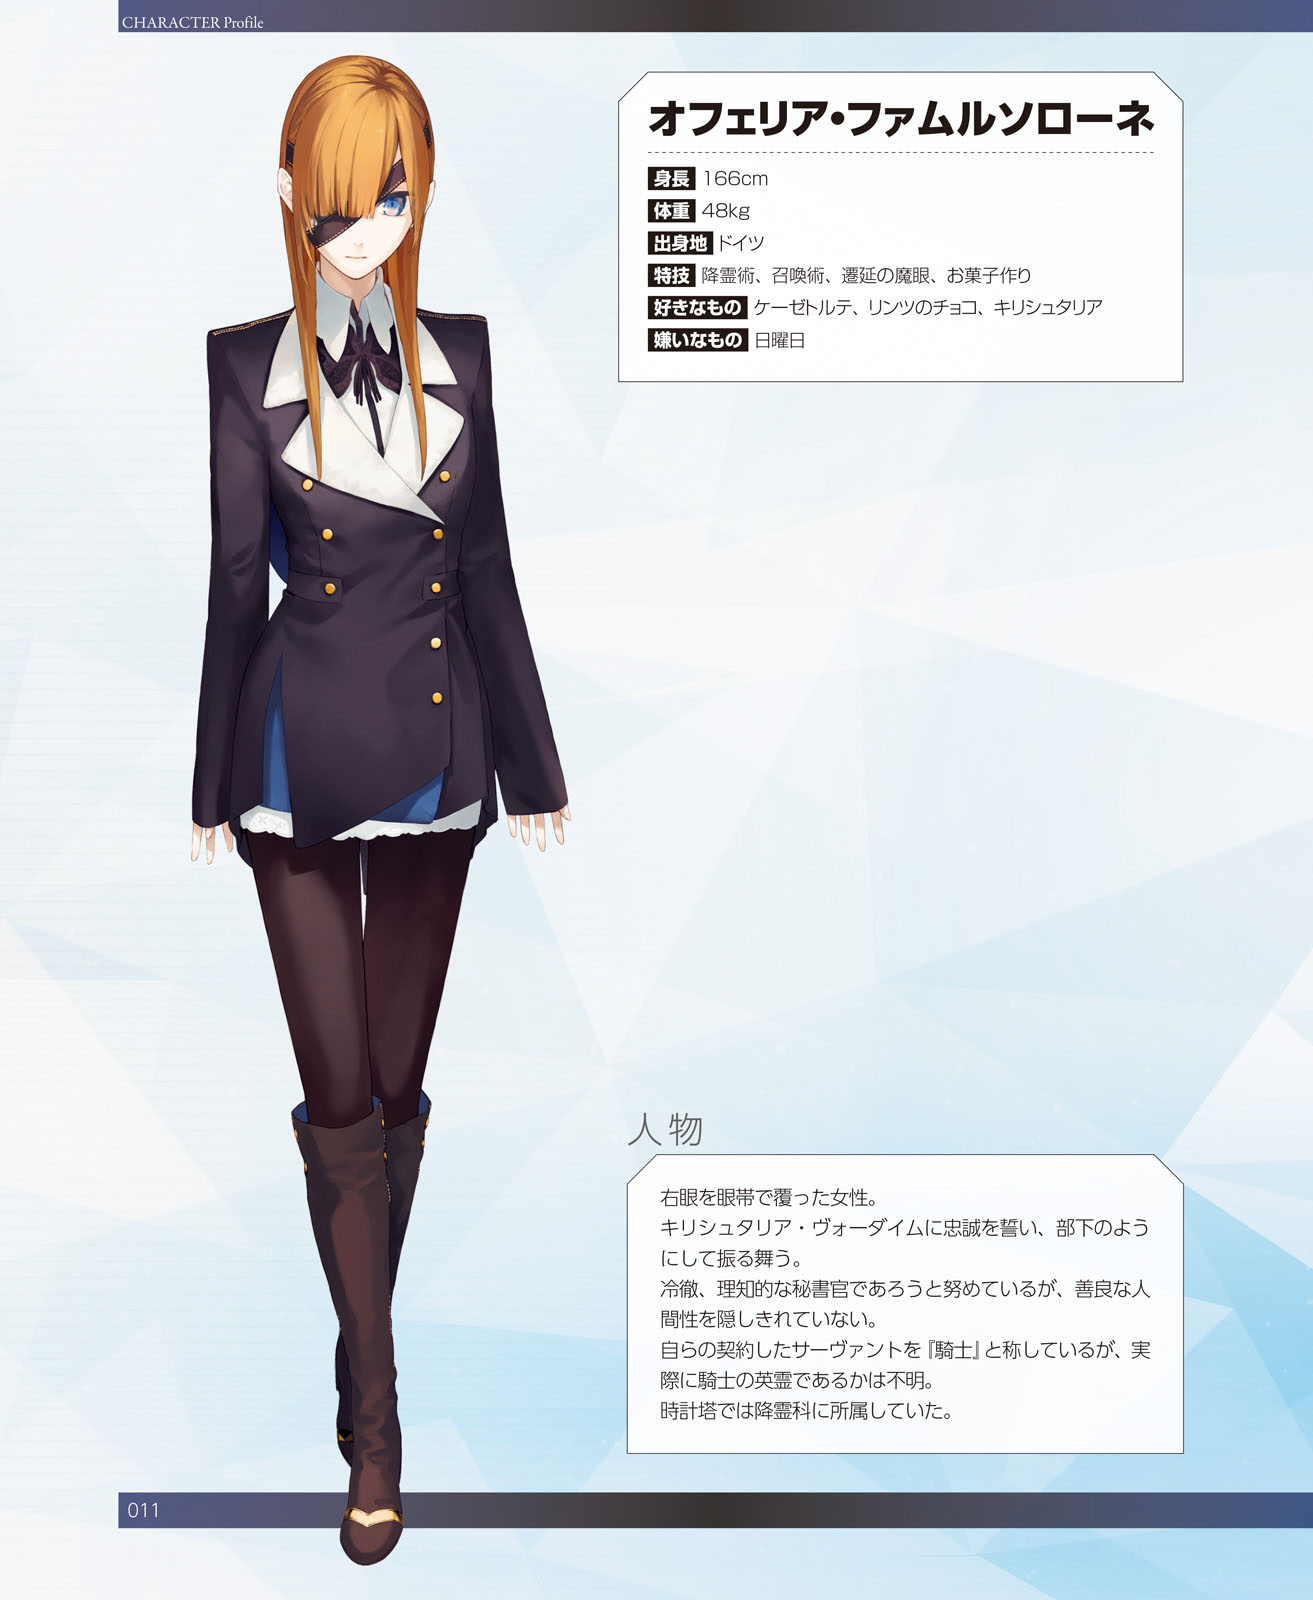 CHARACTER Profile
オフェリア・ファムルソローネ
身長 166cm
体重 48kg
出身地 ドイツ
特技 降霊術、召喚術、遷延の魔眼、お菓子作り
好きなもの ケーゼトルテ、リンツのチョコ、キリシュタリア
嫌いなもの 日曜日
人物
右眼を眼帯で覆った女性。
キリシュタリア・ヴォーダイムに忠誠を誓い、部下のよう
にして振る舞う。
冷徹、理知的な秘書官であろうと努めているが、善良な人
間性を隠しきれていない。
自らの契約したサーヴァントを『騎士』と称しているが、実
際に騎士の英霊であるかは不明。
時計塔では降霊科に所属していた。
011